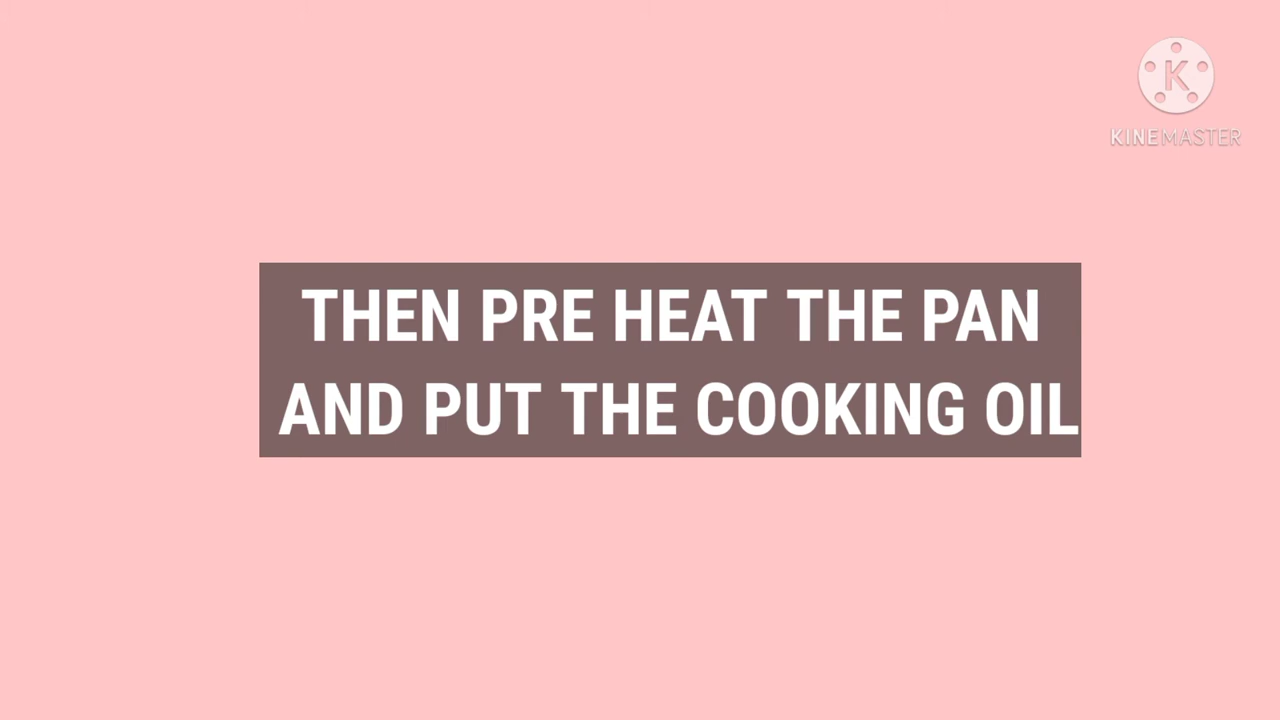 K
KINEMASTER
THEN PRE HEAT THE PAN
AND PUT THE COOKING OIL